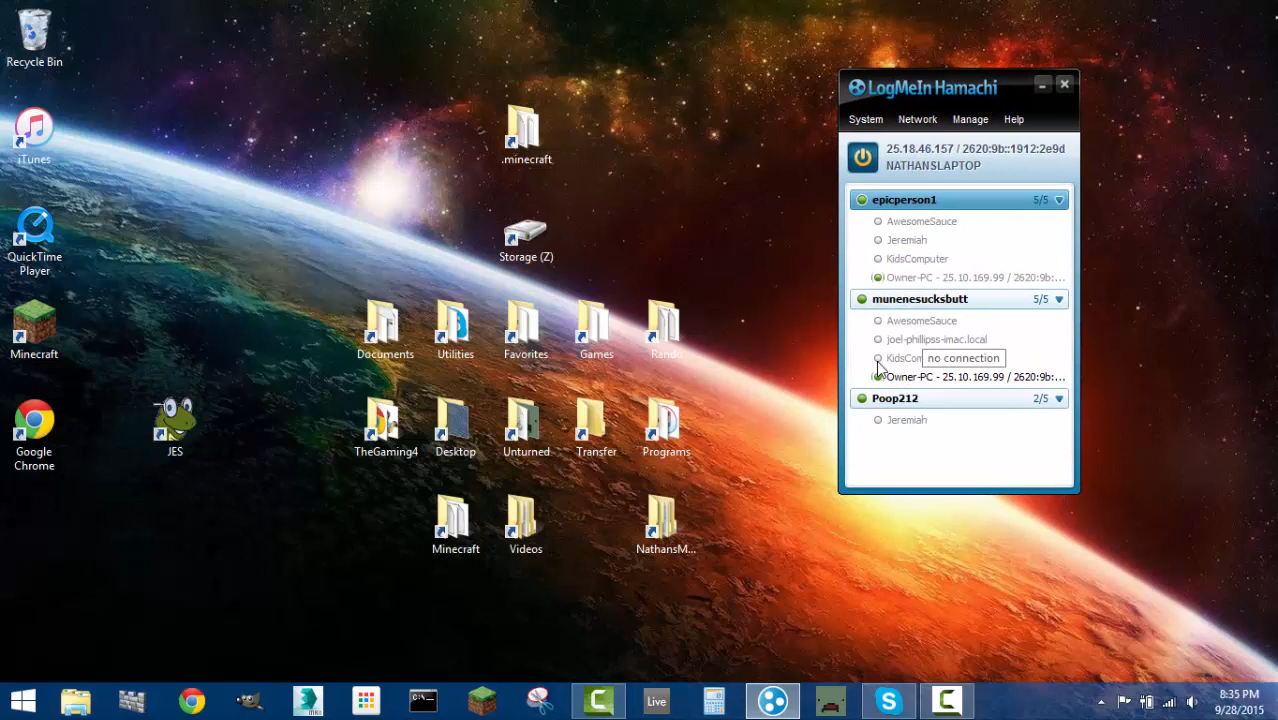 Recycle Bin
iTunes
QuickTime
Player
Minecraft
Google
Chrome
JES
.minecraft
Storage (Z)
Documents
Utilities
Favorites
Games
Rando
TheGaming4
Desktop
Unturned
Transfer
Programs
Minecraft
Videos
NathansM...
LogMeIn Hamachi
System Network Manage Help
25.18.46.157 / 2620:9b::1912:2e9d
NATHANSLAPTOP
epicperson1 5/5
AwesomeSauce
Jeremiah
KidsComputer
Owner-PC - 25.10.169.99 / 2620:9b:...
munenesucksbutt 5/5
AwesomeSauce
joel-phillipss-imac.local
KidsCom no connection
Owner-PC - 25.10.169.99 / 2620:9b:...
Poop212 2/5
Jeremiah
C:\
Live
8:35 PM
9/28/2015